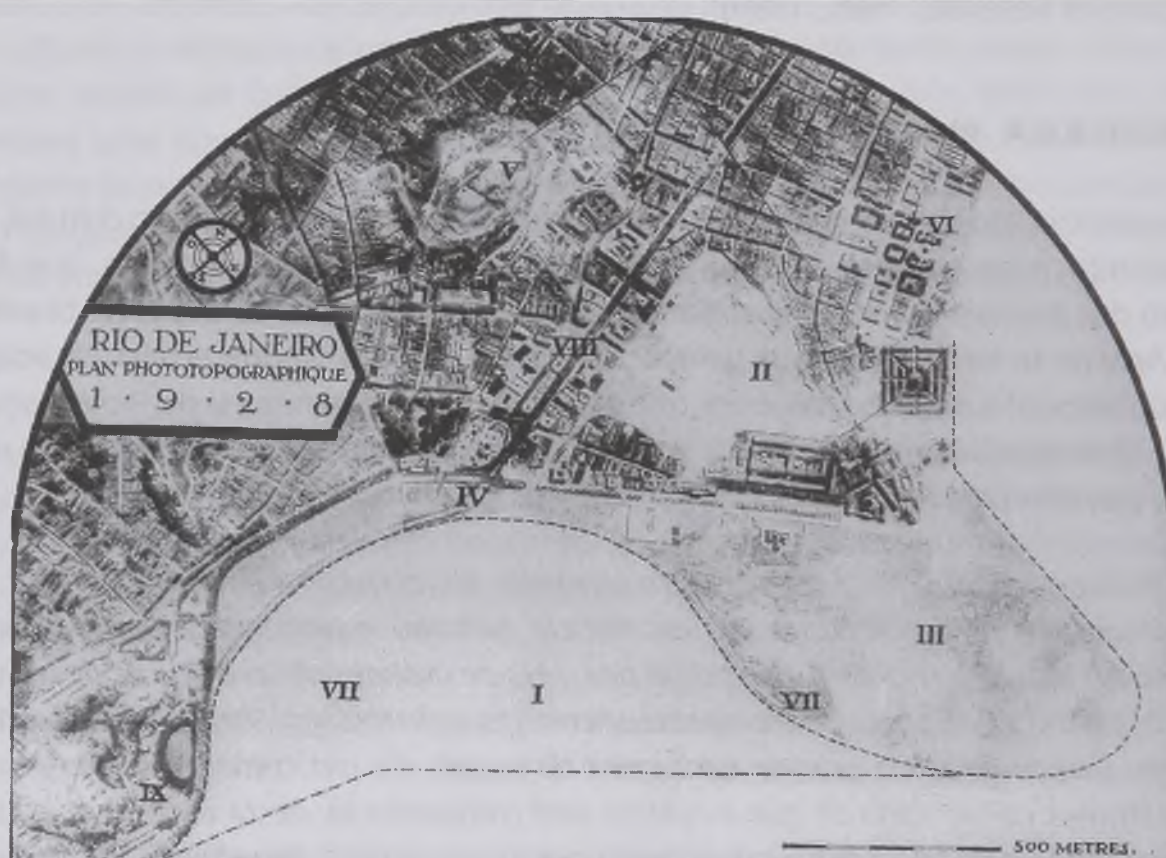 V
VI
N
RIO DE JANEIRO
PLAN PHOTOTOPOGRAPHIQUE
1 · 9 · 2 · 8
VIII
II
IV
III
VII
I
VII
IX
500 METRES.